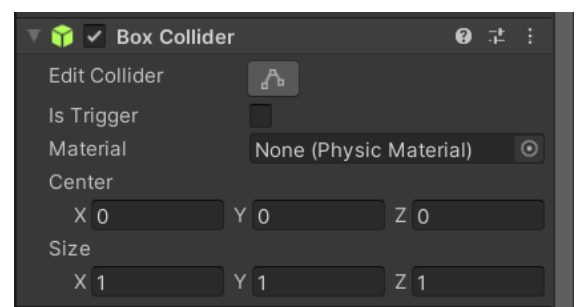 Box Collider
Edit Collider
Is Trigger
Material None (Physic Material)
Center
X 0 Y 0 Z 0
Size
X 1 Y 1 Z 1